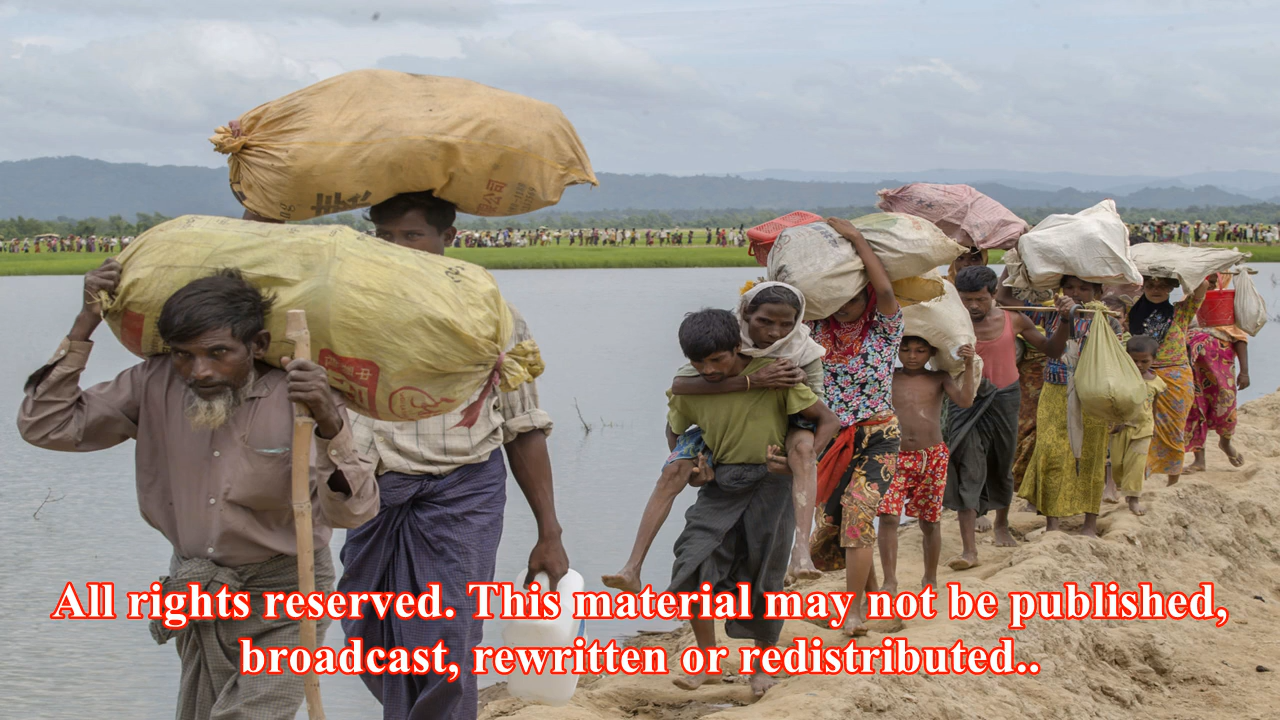 All rights reserved. This material may not be published,
broadcast, rewritten or redistributed..